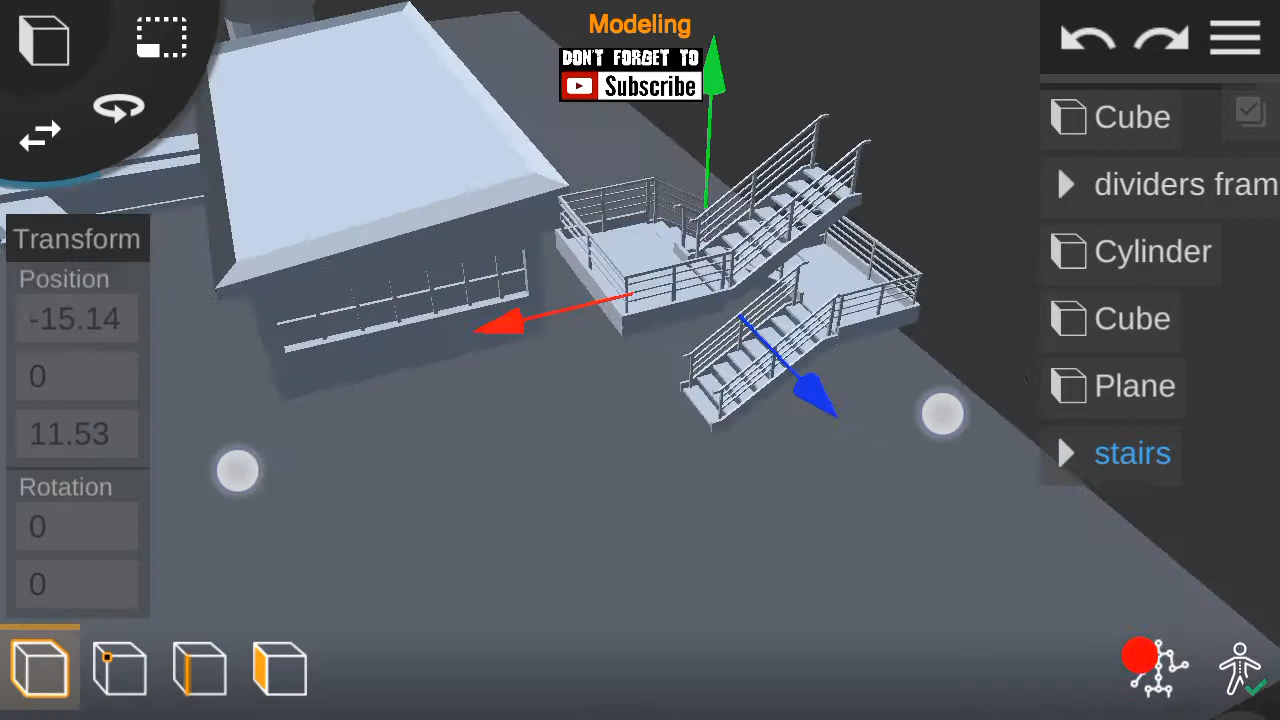 Modeling
DON'T FORGET TO
Subscribe
Cube
dividers fram
Cylinder
Cube
Plane
stairs
Transform
Position
-15.14
0
11.53
Rotation
0
0